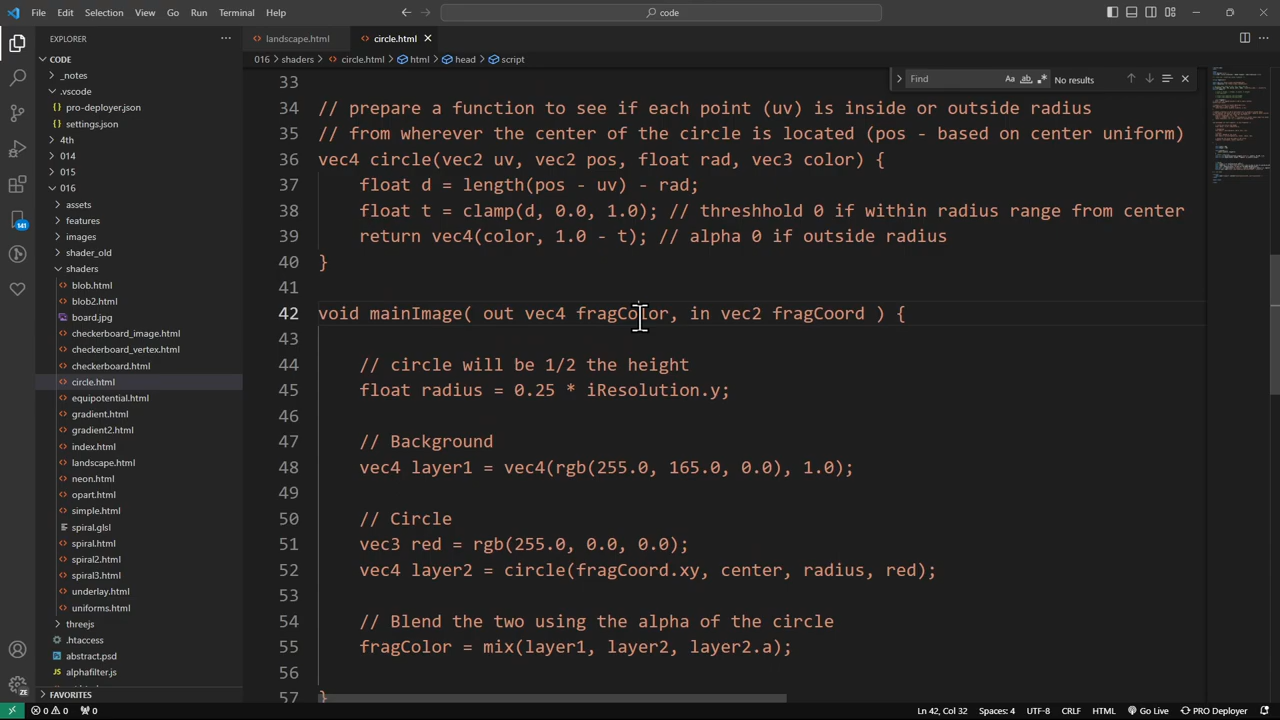 File Edit Selection View Go Run Terminal Help
code
EXPLORER
landscape.html
circle.html
CODE
016 shaders circle.html html head script
_notes
.vscode
pro-deployer.json
settings.json
4th
014
015
016
assets
features
images
shader_old
shaders
blob.html
blob2.html
board.jpg
checkerboard_image.html
checkerboard_vertex.html
checkerboard.html
circle.html
equipotential.html
gradient.html
gradient2.html
index.html
landscape.html
neon.html
opart.html
simple.html
spiral.glsl
spiral.html
spiral2.html
spiral3.html
underlay.html
uniforms.html
threejs
.htaccess
abstract.psd
alphafilter.js
FAVORITES
141
ZE
Find
Aa ab No results
33
34 // prepare a function to see if each point (uv) is inside or outside radius
35 // from wherever the center of the circle is located (pos - based on center uniform)
36 vec4 circle(vec2 uv, vec2 pos, float rad, vec3 color) {
37 float d = length(pos - uv) - rad;
38 float t = clamp(d, 0.0, 1.0); // threshhold 0 if within radius range from center
39 return vec4(color, 1.0 - t); // alpha 0 if outside radius
40 }
41
42 void mainImage( out vec4 fragColor, in vec2 fragCoord ) {
43
44 // circle will be 1/2 the height
45 float radius = 0.25 * iResolution.y;
46
47 // Background
48 vec4 layer1 = vec4(rgb(255.0, 165.0, 0.0), 1.0);
49
50 // Circle
51 vec3 red = rgb(255.0, 0.0, 0.0);
52 vec4 layer2 = circle(fragCoord.xy, center, radius, red);
53
54 // Blend the two using the alpha of the circle
55 fragColor = mix(layer1, layer2, layer2.a);
56
57 }
0 0 0 Ln 42, Col 32 Spaces: 4 UTF-8 CRLF HTML Go Live PRO Deployer